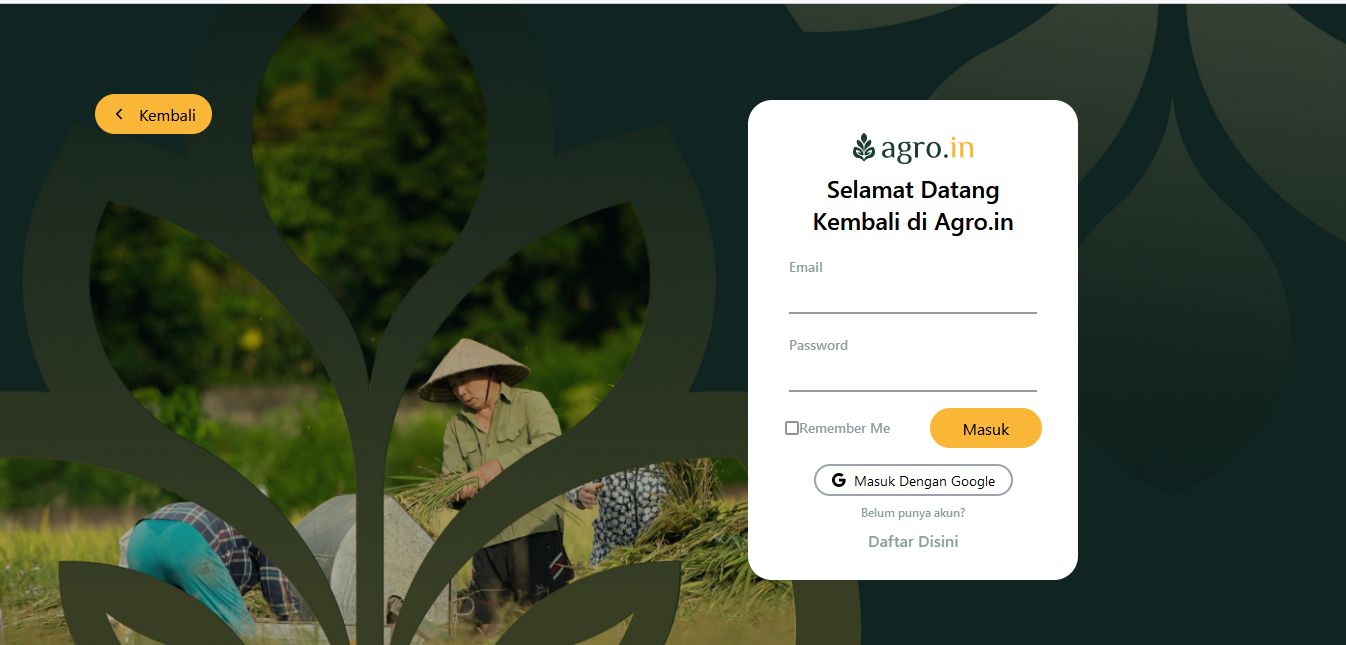 Kembali
agro.in
Selamat Datang
Kembali di Agro.in
Email
Password
Remember Me
Masuk
Masuk Dengan Google
Belum punya akun?
Daftar Disini